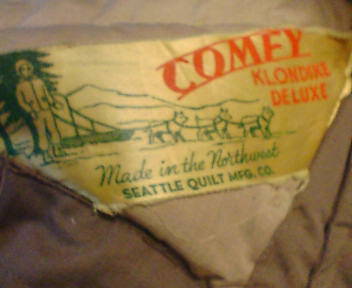 COMFY
KLONDIKE
DELUXE
Made in the Northwest
SEATTLE QUILT MFG. CO.